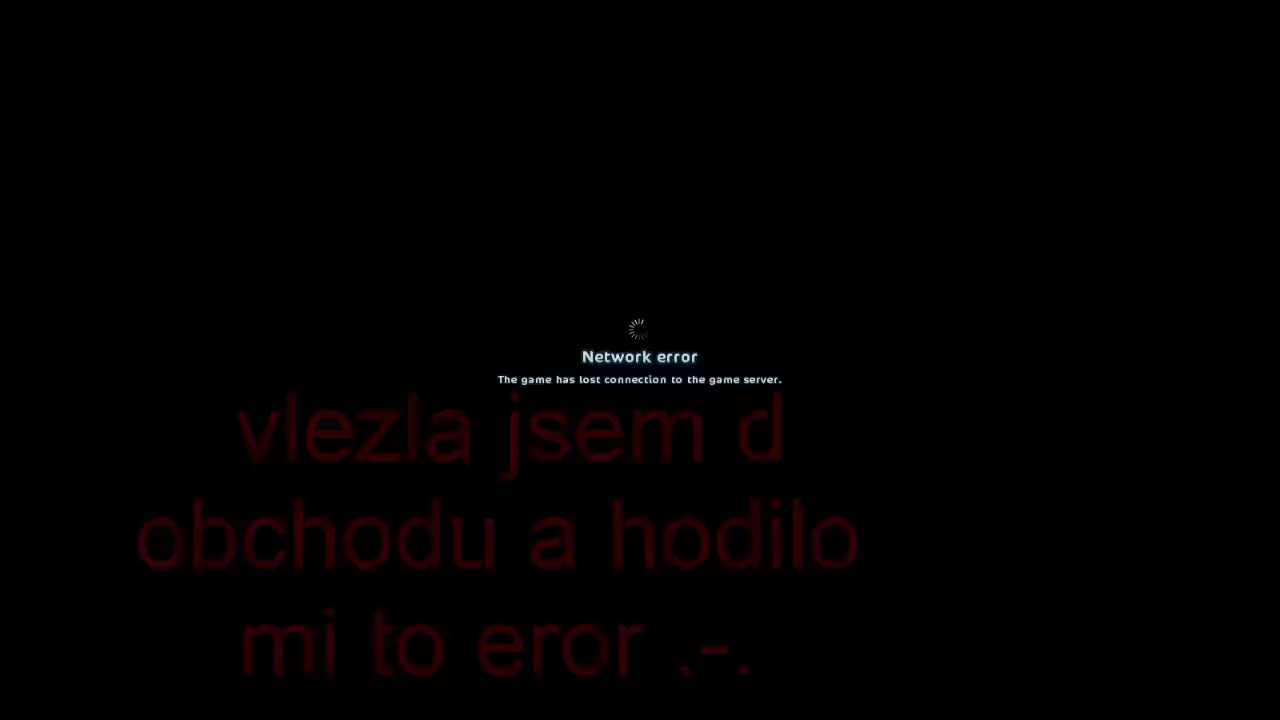 Network error
The game has lost connection to the game server.
vlezla jsem d
obchodu a hodilo
mi to eror .-.